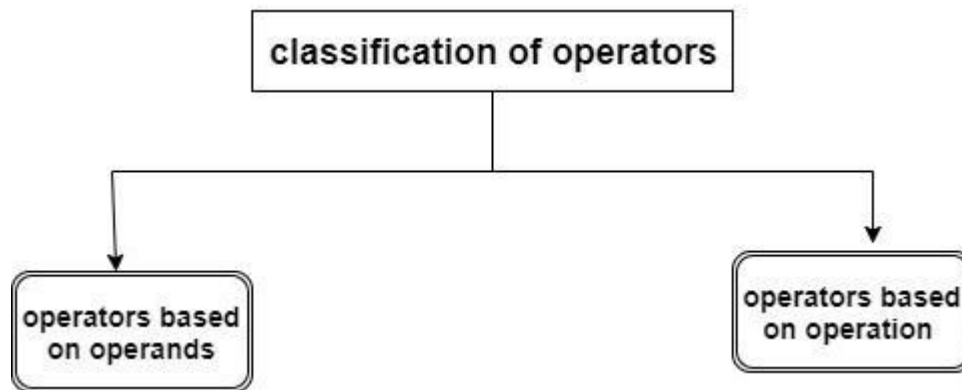 classification of operators
operators based
on operands
operators based
on operation